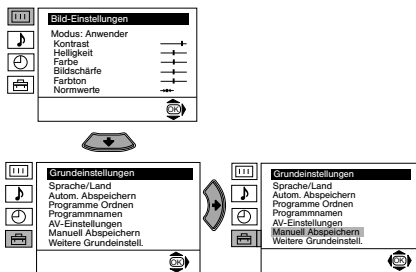 Bild-Einstellungen
Modus: Anwender
Kontrast
Helligkeit
Farbe
Bildschärfe
Farbton
Normwerte
OK
Grundeinstellungen
Sprache/Land
Autom. Abspeichern
Programme Ordnen
Programmnamen
AV-Einstellungen
Manuell Abspeichern
Weitere Grundeinstell.
OK
Grundeinstellungen
Sprache/Land
Autom. Abspeichern
Programme Ordnen
Programmnamen
AV-Einstellungen
Manuell Abspeichern
Weitere Grundeinstell.
OK